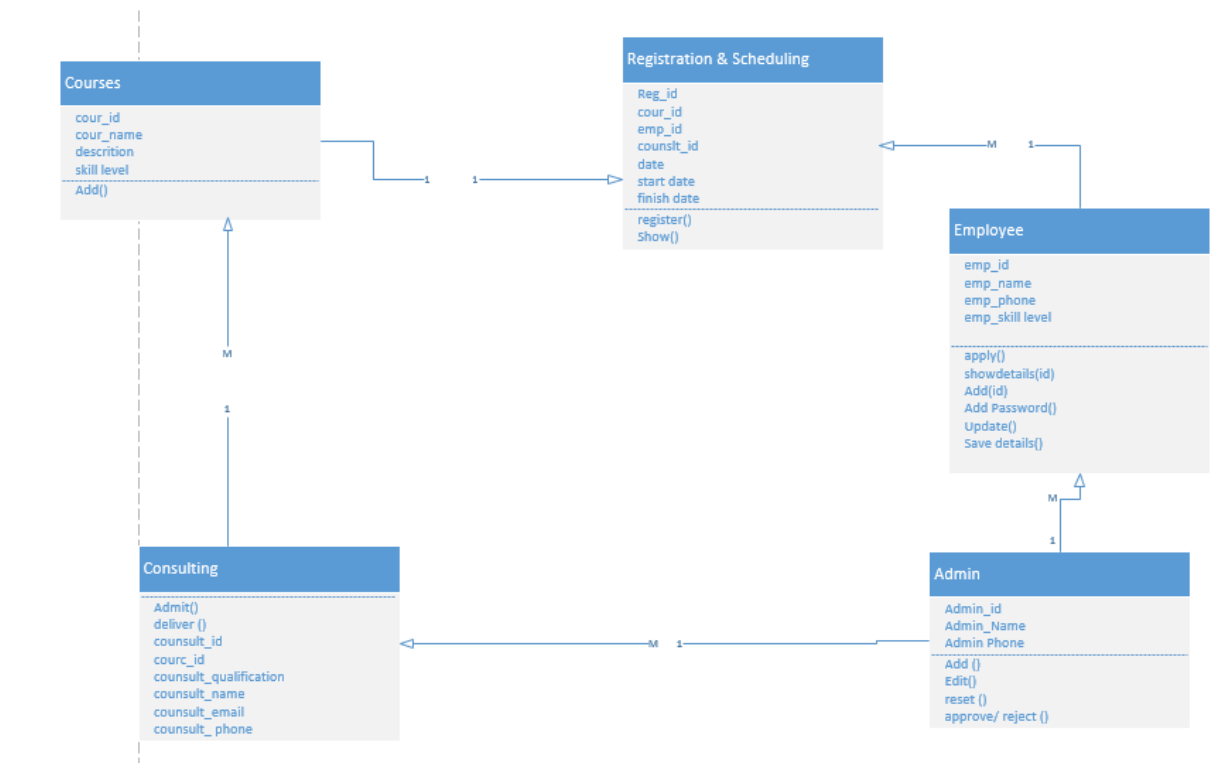 Courses
cour_id
cour_name
descrition
skill level
Add()
Registration & Scheduling
Reg_id
cour_id
emp_id
counslt_id
date
start date
finish date
register()
Show()
1 1
M 1
Employee
emp_id
emp_name
emp_phone
emp_skill level
apply()
showdetails(id)
Add(id)
Add Password()
Update()
Save details()
M
1
M
1
Consulting
Admit()
deliver ()
counsult_id
courc_id
counsult_qualification
counsult_name
counsult_email
counsult_ phone
M 1
Admin
Admin_id
Admin_Name
Admin Phone
Add ()
Edit()
reset ()
approve/ reject ()